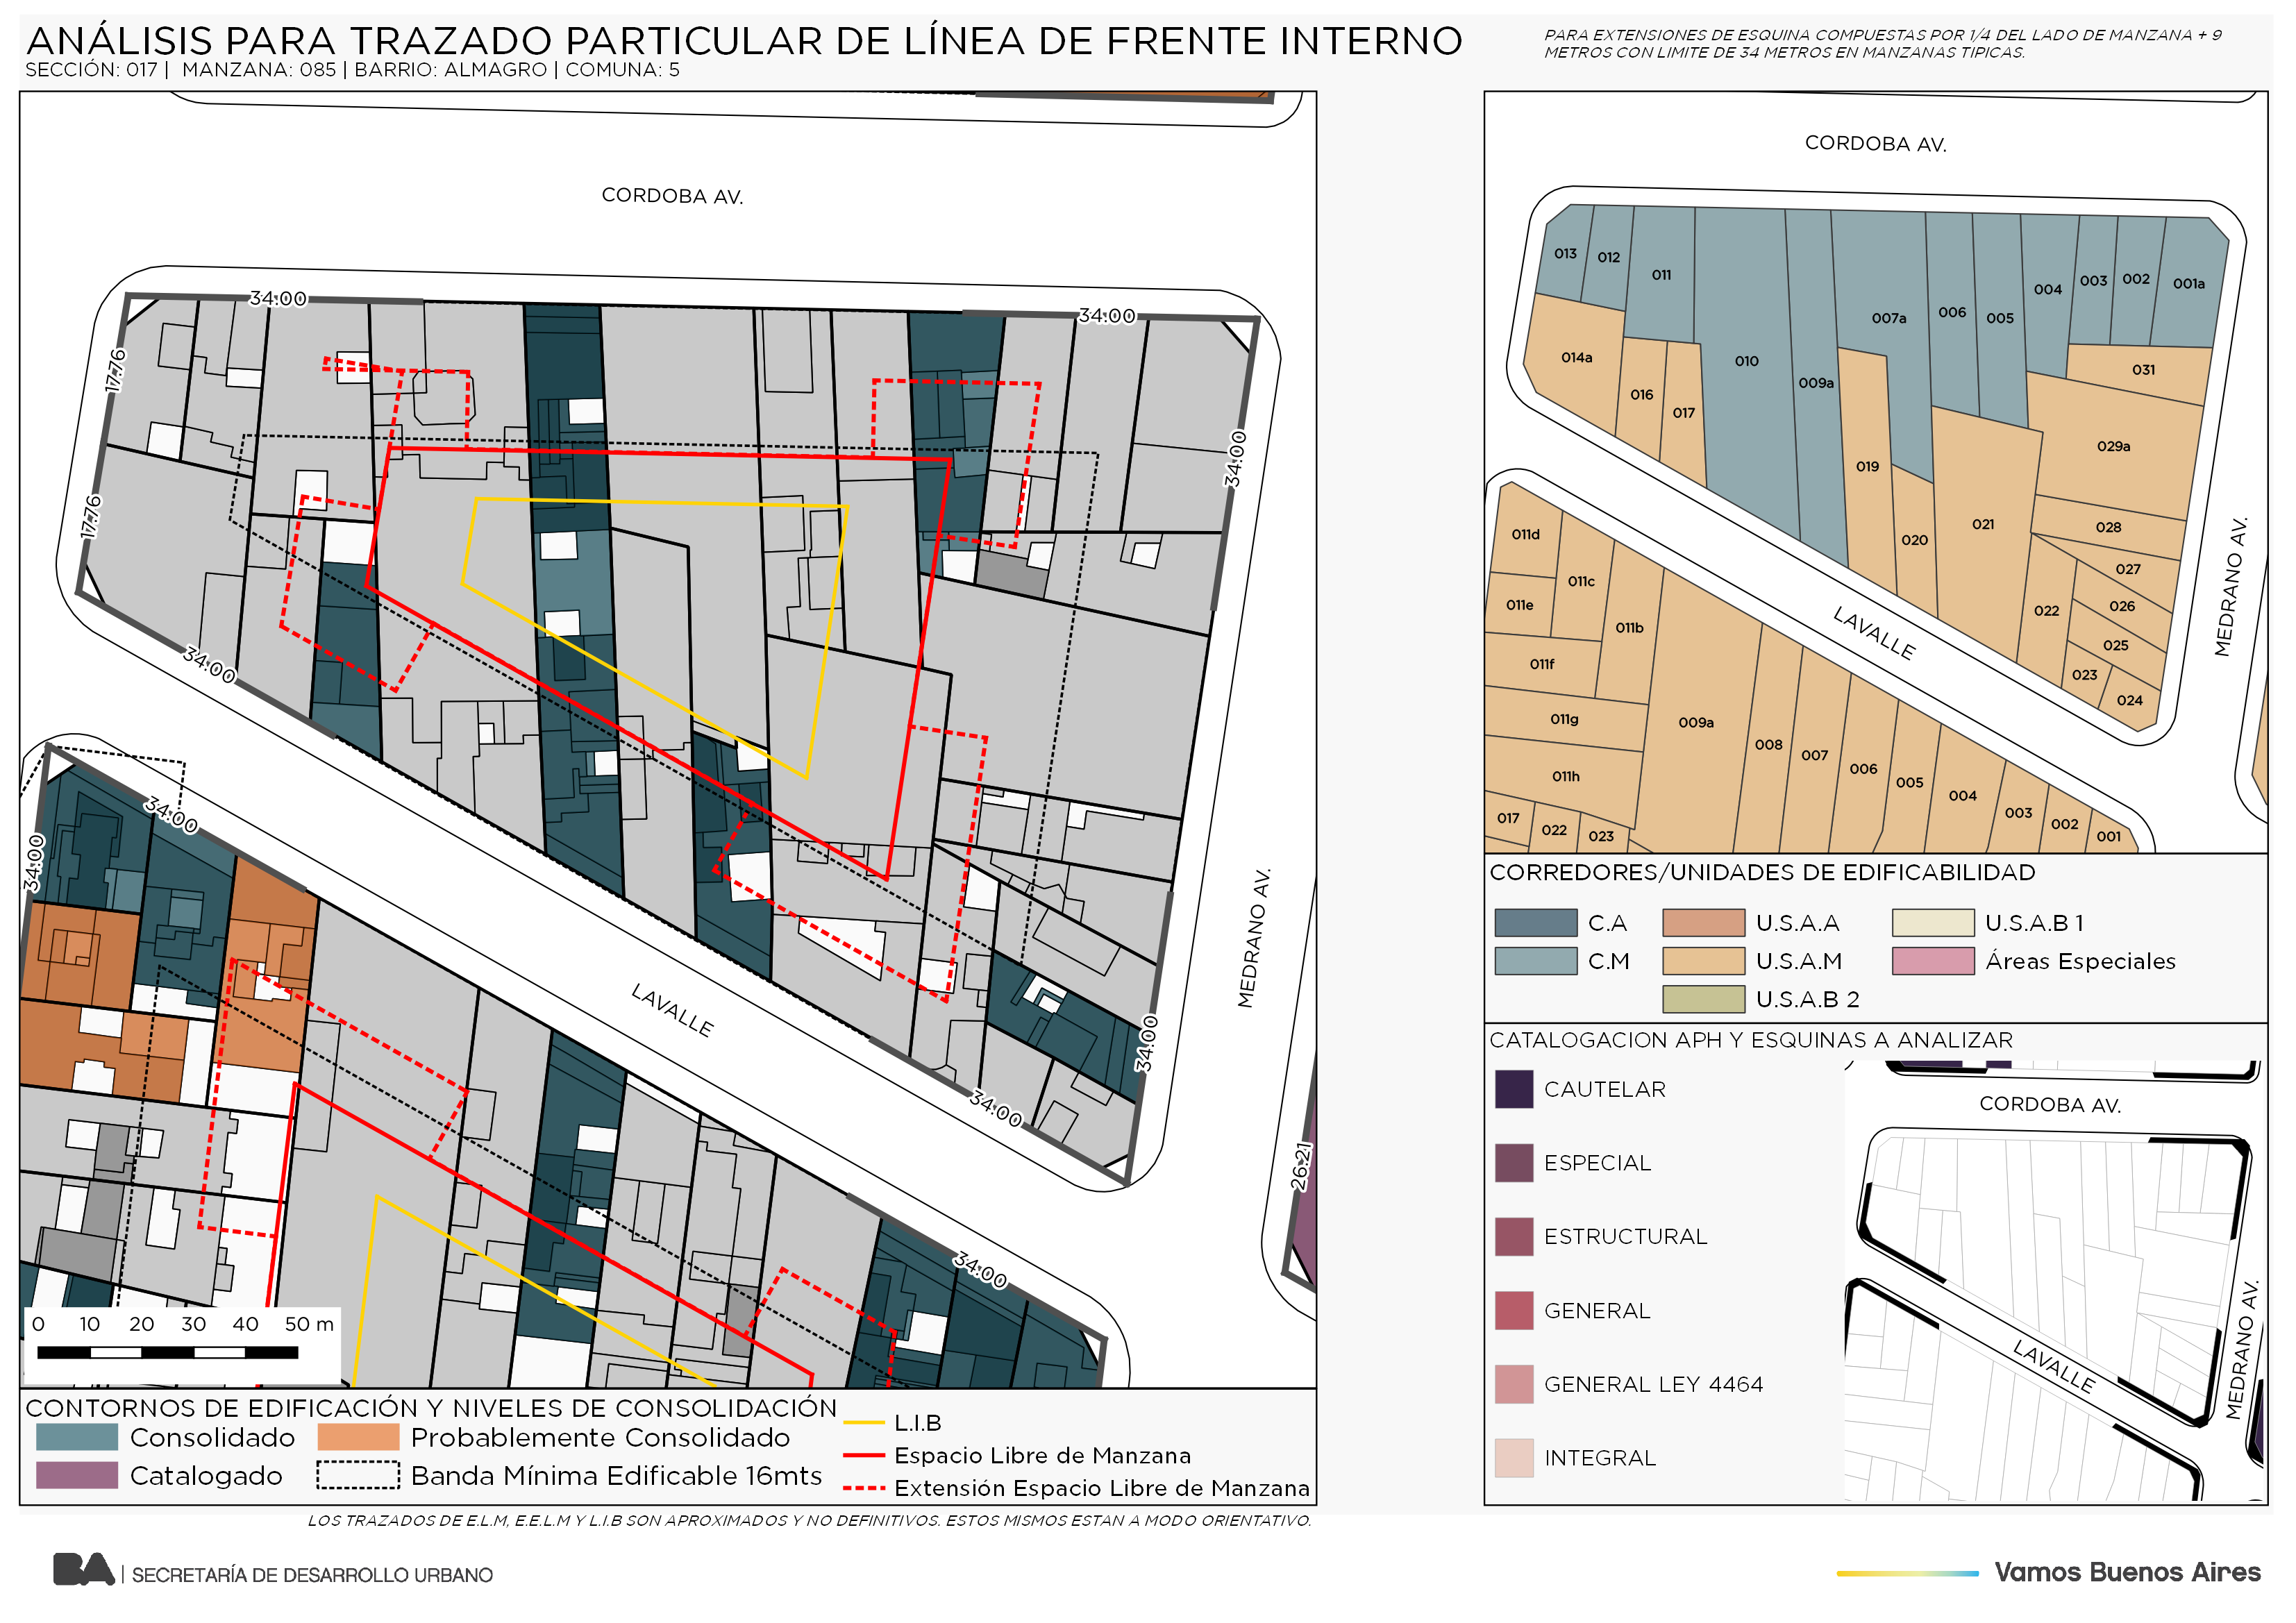 ANÁLISIS PARA TRAZADO PARTICULAR DE LÍNEA DE FRENTE INTERNO
SECCIÓN: 017 | MANZANA: 085 | BARRIO: ALMAGRO | COMUNA: 5
PARA EXTENSIONES DE ESQUINA COMPUESTAS POR 1/4 DEL LADO DE MANZANA + 9
METROS CON LIMITE DE 34 METROS EN MANZANAS TIPICAS.
CORDOBA AV.
34.00
34.00
17.76
17.76
34.00
34.00
34.00
34.00
34.00
34.00
34.00
26.21
LAVALLE
MEDRANO AV.
0 10 20 30 40 50 m
CONTORNOS DE EDIFICACIÓN Y NIVELES DE CONSOLIDACIÓN
Consolidado
Probablemente Consolidado
Catalogado
Banda Mínima Edificable 16mts
L.I.B
Espacio Libre de Manzana
Extensión Espacio Libre de Manzana
LOS TRAZADOS DE E.L.M, E.E.L.M Y L.I.B SON APROXIMADOS Y NO DEFINITIVOS. ESTOS MISMOS ESTAN A MODO ORIENTATIVO.
CORDOBA AV.
013
012
011
010
009a
007a
006
005
004
003
002
001a
014a
016
017
019
020
021
031
029a
028
027
026
025
022
023
024
LAVALLE
MEDRANO AV.
011d
011c
011e
011b
011f
011g
011h
009a
008
007
006
005
004
003
002
001
017
022
023
CORREDORES/UNIDADES DE EDIFICABILIDAD
C.A
U.S.A.A
U.S.A.B 1
C.M
U.S.A.M
Áreas Especiales
U.S.A.B 2
CATALOGACION APH Y ESQUINAS A ANALIZAR
CAUTELAR
ESPECIAL
ESTRUCTURAL
GENERAL
GENERAL LEY 4464
INTEGRAL
CORDOBA AV.
LAVALLE
MEDRANO AV.
BA | SECRETARÍA DE DESARROLLO URBANO
Vamos Buenos Aires